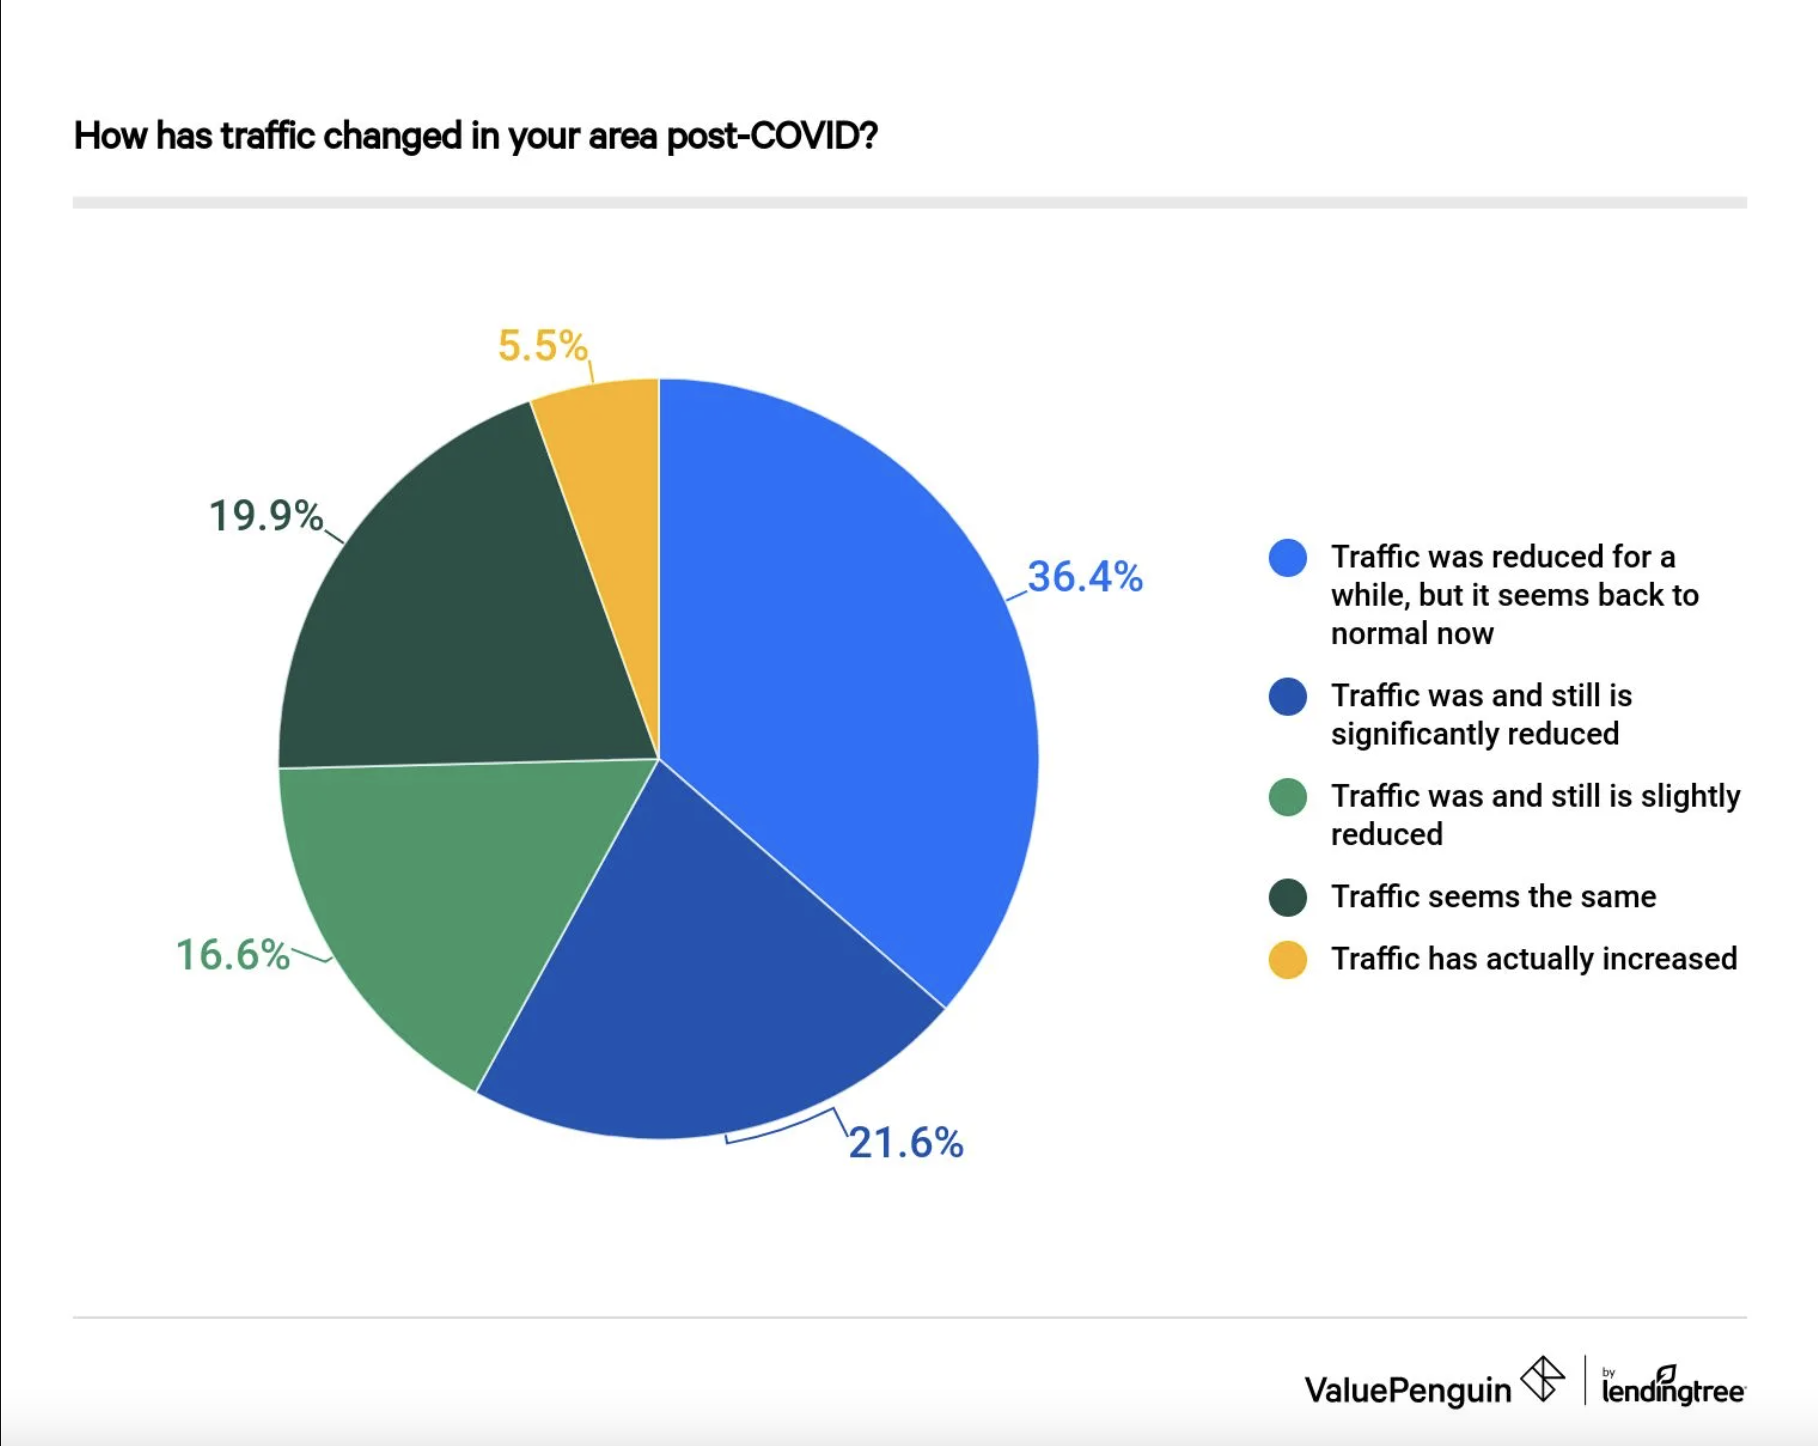 How has traffic changed in your area post-COVID?
5.5%
19.9%
36.4%
16.6%
21.6%
Traffic was reduced for a
while, but it seems back to
normal now
Traffic was and still is
significantly reduced
Traffic was and still is slightly
reduced
Traffic seems the same
Traffic has actually increased
ValuePenguin
by
lendingtree